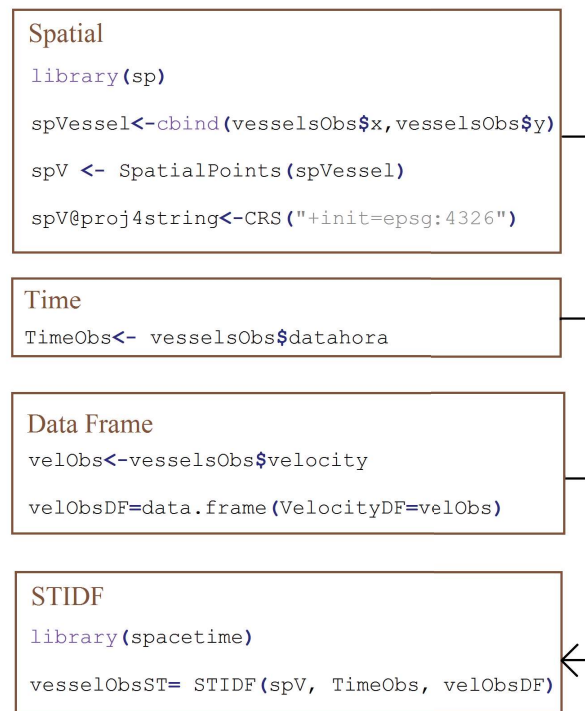 Spatial
library(sp)
spVessel<-cbind(vesselsObs$x,vesselsObs$y)
spV <- SpatialPoints(spVessel)
spV@proj4string<-CRS("+init=epsg:4326")
Time
TimeObs<- vesselsObs$datahora
Data Frame
velObs<-vesselsObs$velocity
velObsDF=data.frame(VelocityDF=velObs)
STIDF
library(spacetime)
vesselObsST= STIDF(spV, TimeObs, velObsDF)